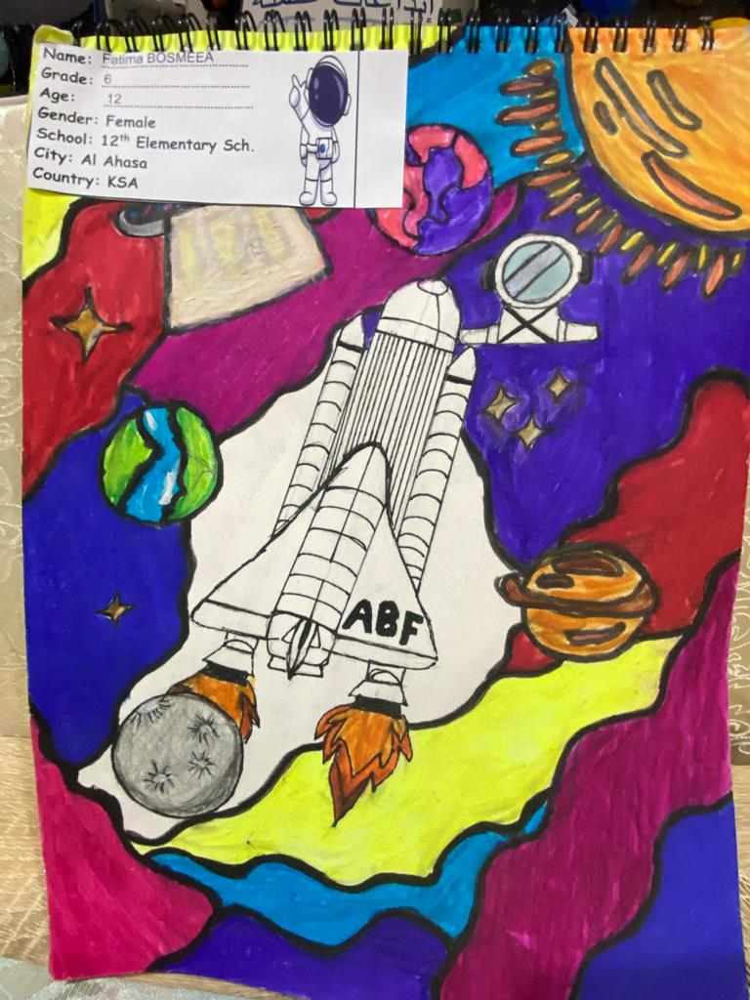 Name: Fatima BOSMEEA
Grade: 6
Age: 12
Gender: Female
School: 12th Elementary Sch.
City: Al Ahasa
Country: KSA
ABF